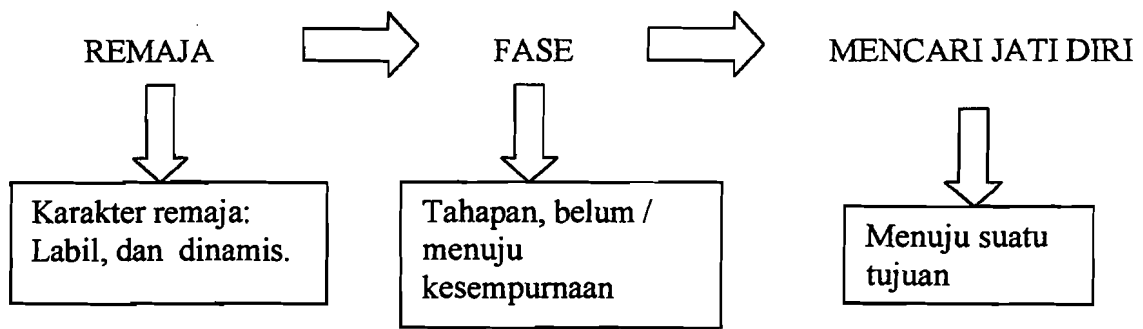 REMAJA
FASE
MENCARI JATI DIRI
Karakter remaja:
Labil, dan dinamis.
Tahapan, belum /
menuju
kesempurnaan
Menuju suatu
tujuan